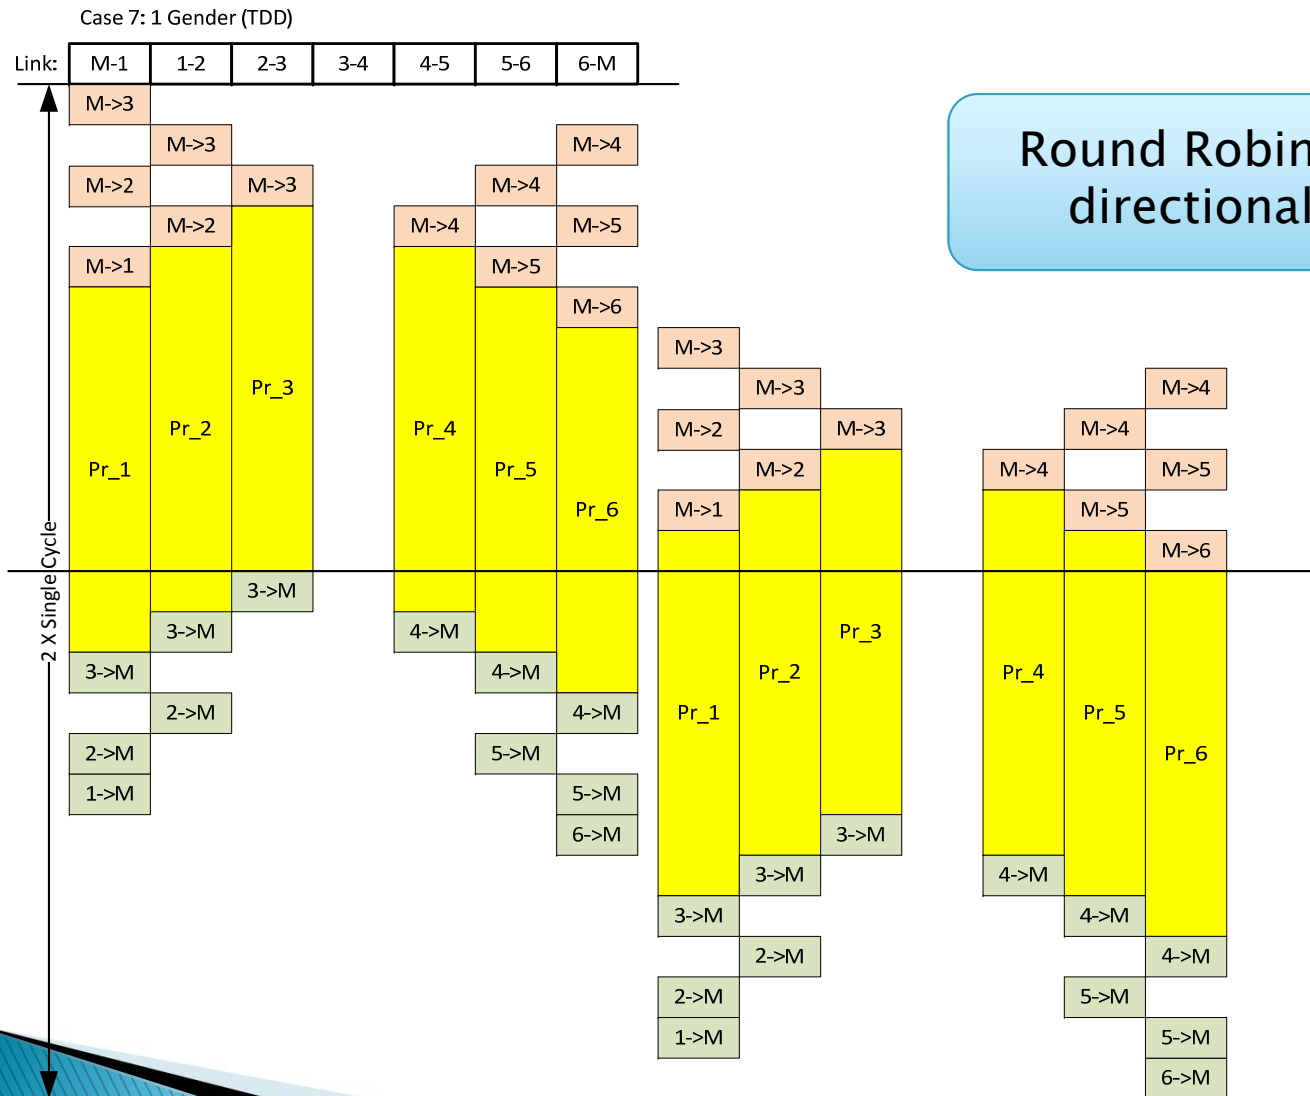 Case 7: 1 Gender (TDD)
Link: M-1 1-2 2-3 3-4 4-5 5-6 6-M
M->3
M->3 M->4
M->2 M->3 M->4
M->2 M->4 M->5
M->1 M->5
M->6
Round Robin
directional
M->3
Pr_3 M->3 M->4
Pr_2 Pr_4 M->2 M->3 M->4
Pr_1 Pr_5 M->2 M->4 M->5
Pr_6 M->1 M->5
M->6
2 X Single Cycle
3->M
3->M 4->M Pr_3
3->M 4->M Pr_2 Pr_4
2->M 4->M Pr_1 Pr_5
2->M 5->M Pr_6
1->M 5->M
6->M 3->M
3->M 4->M
3->M 4->M
2->M 4->M
2->M 5->M
1->M 5->M
6->M